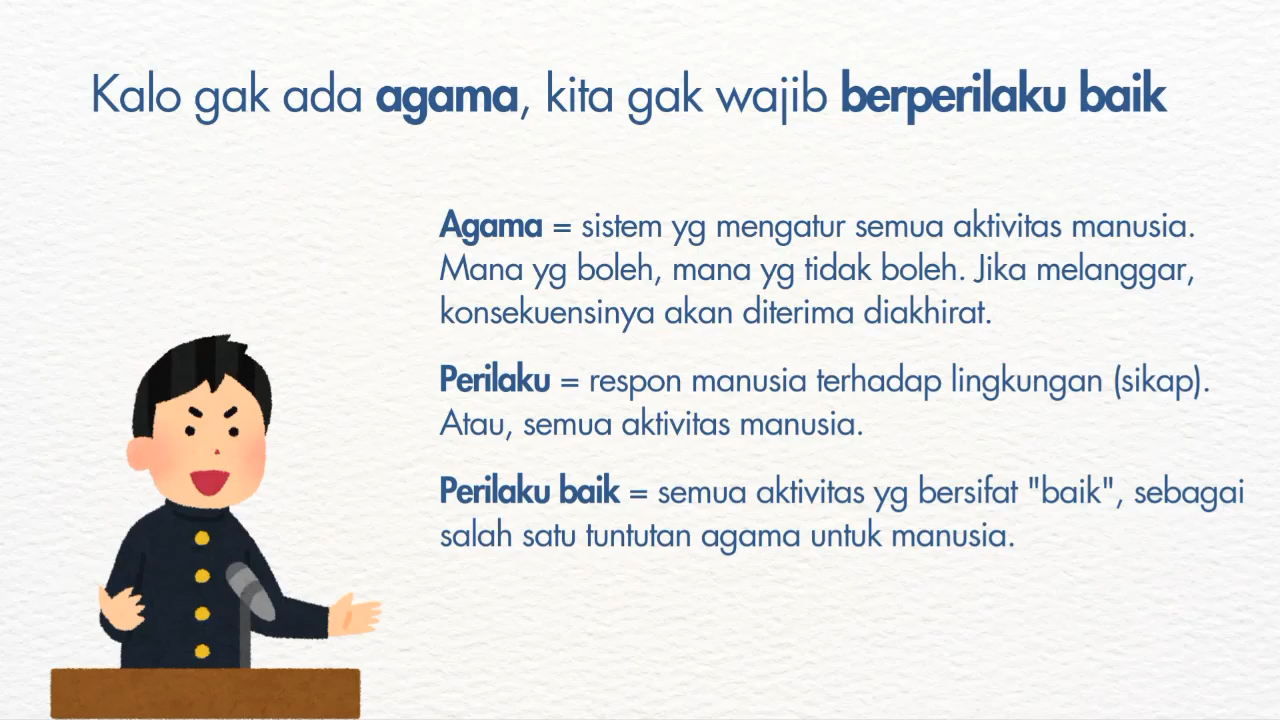 Kalo gak ada agama, kita gak wajib berperilaku baik
Agama = sistem yg mengatur semua aktivitas manusia.
Mana yg boleh, mana yg tidak boleh. Jika melanggar,
konsekuensinya akan diterima diakhirat.
Perilaku = respon manusia terhadap lingkungan (sikap).
Atau, semua aktivitas manusia.
Perilaku baik = semua aktivitas yg bersifat "baik", sebagai
salah satu tuntutan agama untuk manusia.